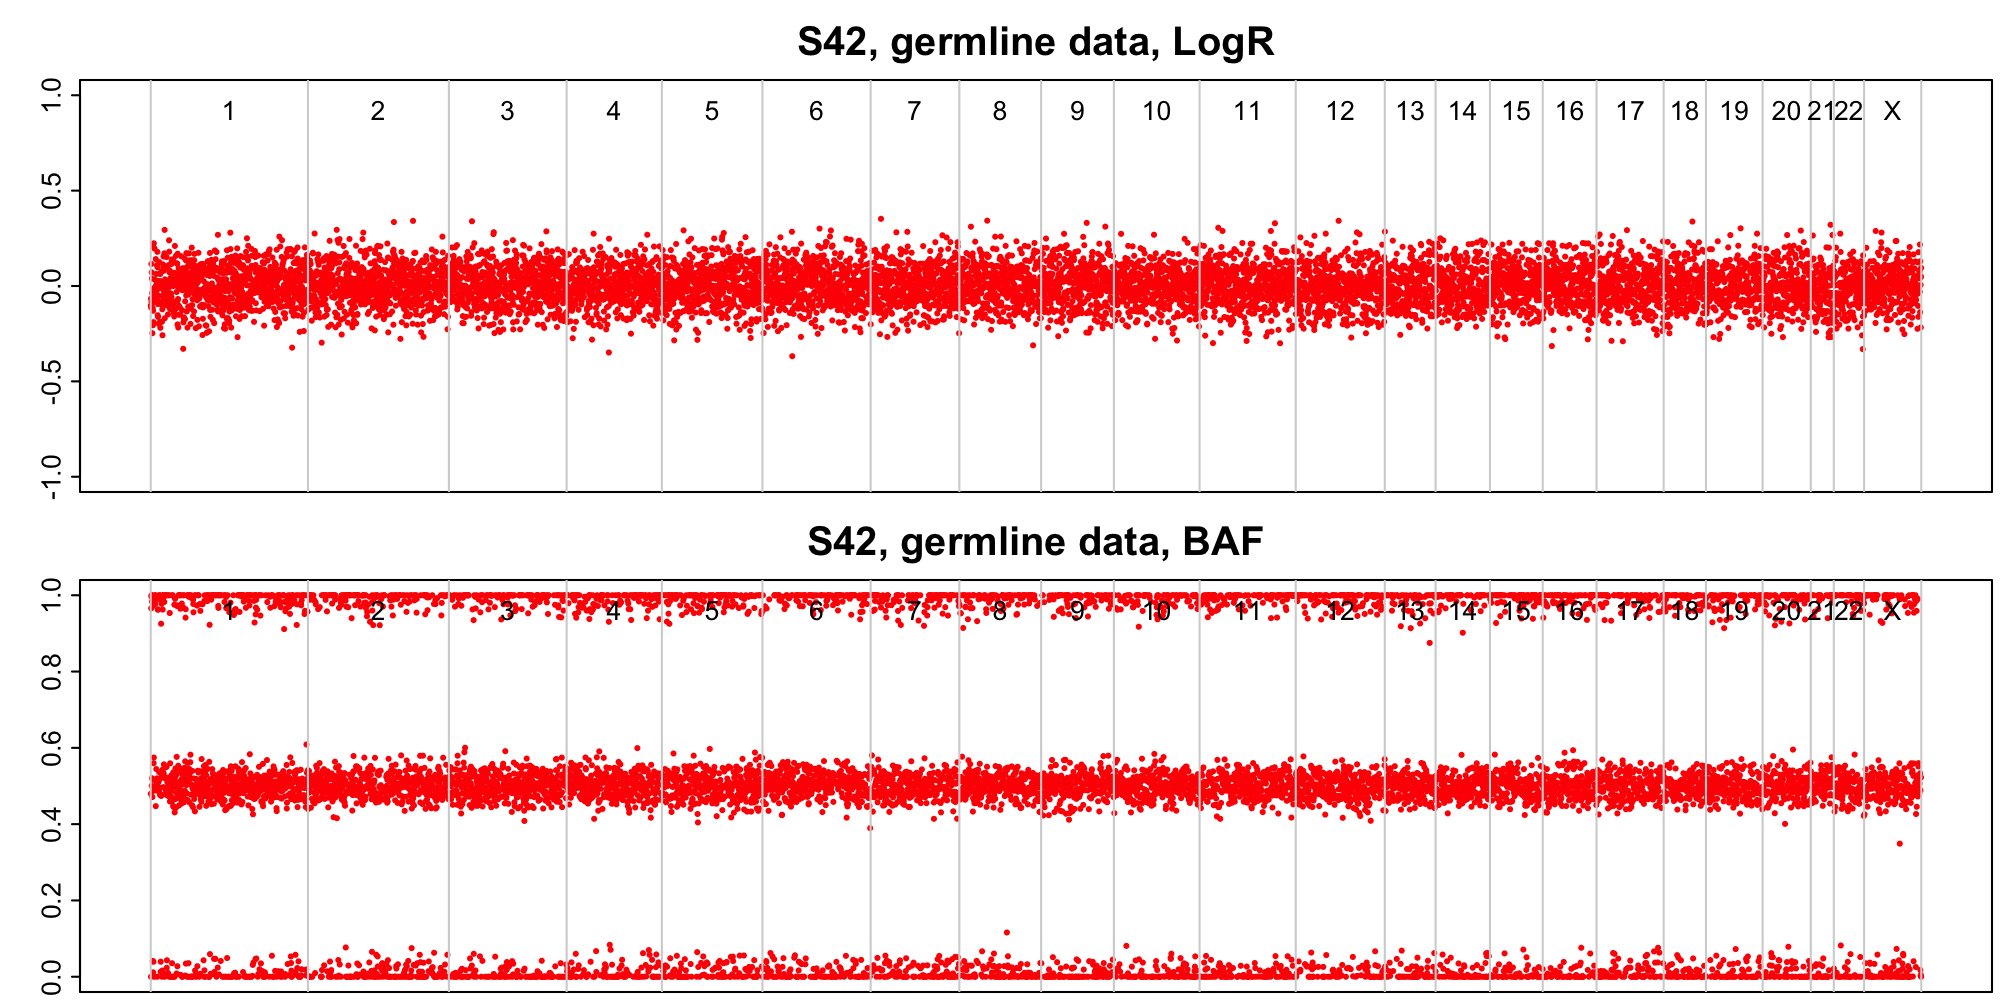 S42, germline data, LogR
1.0
0.5
0.0
-0.5
-1.0
1 2 3 4 5 6 7 8 9 10 11 12 13 14 15 16 17 18 19 20 21 22 X
S42, germline data, BAF
1.0
0.8
0.6
0.4
0.2
0.0
1 2 3 4 5 6 7 8 9 10 11 12 13 14 15 16 17 18 19 20 21 22 X